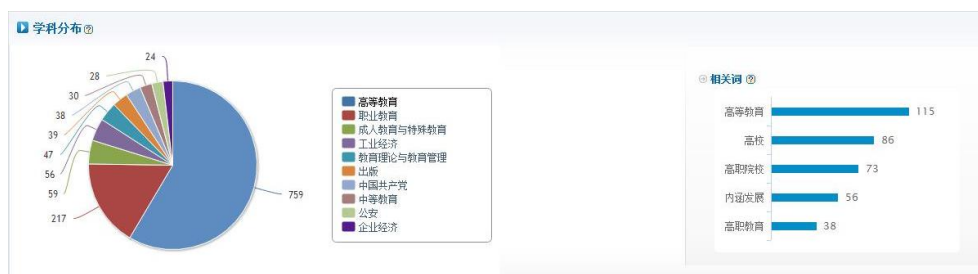 学科分布
24
28
30
38
39
47
56
59
217
759
高等教育
职业教育
成人教育与特殊教育
工业经济
教育理论与教育管理
出版
中国共产党
中等教育
公安
企业经济
相关词
高等教育 115
高校 86
高职院校 73
内涵发展 56
高职教育 38